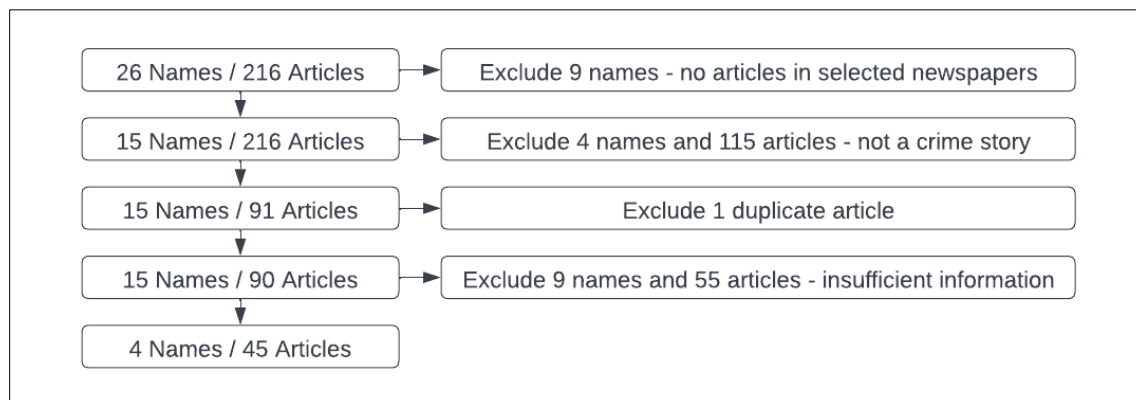 26 Names / 216 Articles
Exclude 9 names - no articles in selected newspapers
15 Names / 216 Articles
Exclude 4 names and 115 articles - not a crime story
15 Names / 91 Articles
Exclude 1 duplicate article
15 Names / 90 Articles
Exclude 9 names and 55 articles - insufficient information
4 Names / 45 Articles